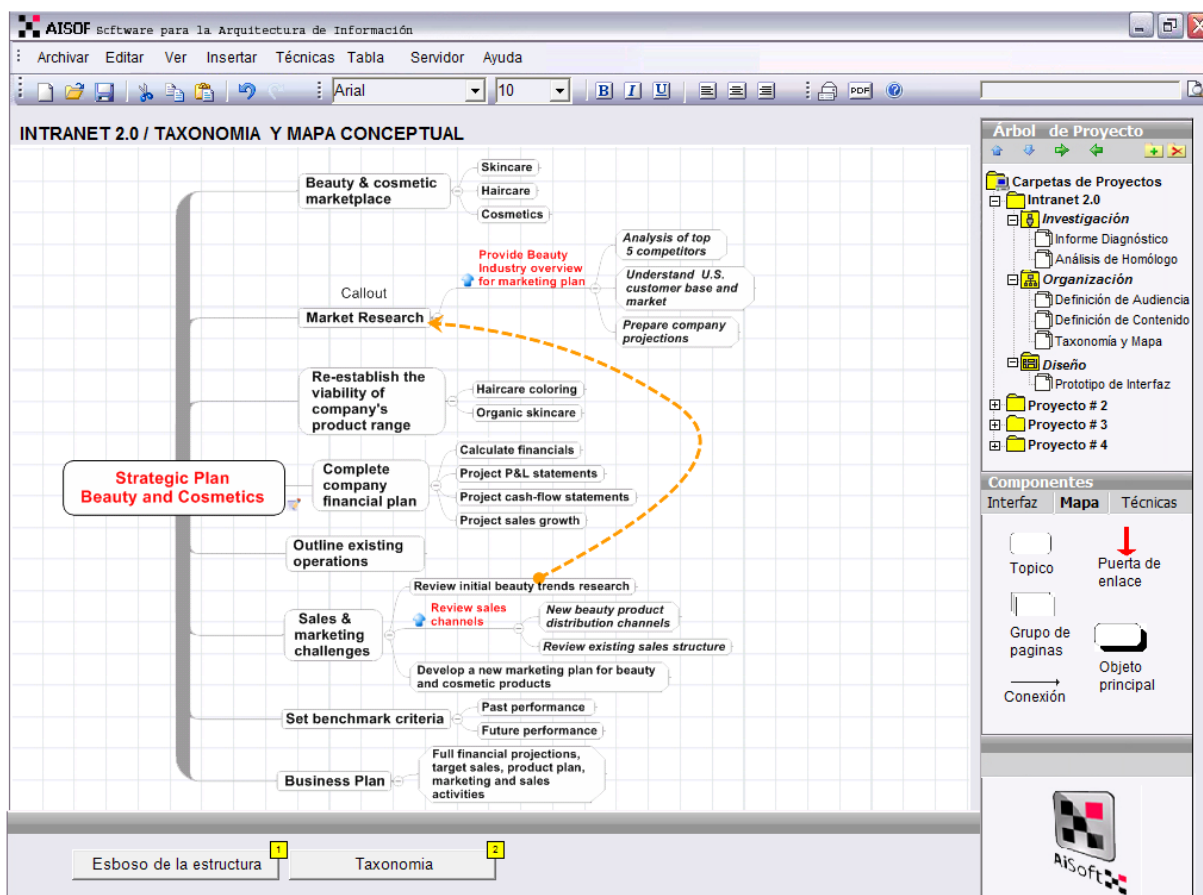 AISOF Scftware para la Arquitectura de Información
Archivar Editar Ver Insertar Técnicas Tabla Servidor Ayuda
Arial 10 B I U PDF
INTRANET 2.0 / TAXONOMIA Y MAPA CONCEPTUAL
Strategic Plan
Beauty and Cosmetics
Beauty & cosmetic
marketplace
Skincare
Haircare
Cosmetics
Callout
Market Research
Provide Beauty
Industry overview
for marketing plan
Analysis of top
5 competitors
Understand U.S.
customer base and
market
Prepare company
projections
Re-establish the
viability of
company's
product range
Haircare coloring
Organic skincare
Complete
company
financial plan
Calculate financials
Project P&L statements
Project cash-flow statements
Project sales growth
Outline existing
operations
Sales &
marketing
challenges
Review initial beauty trends research
Review sales
channels
New beauty product
distribution channels
Review existing sales structure
Develop a new marketing plan for beauty
and cosmetic products
Set benchmark criteria
Past performance
Future performance
Business Plan
Full financial projections,
target sales, product plan,
marketing and sales
activities
Árbol de Proyecto
Carpetas de Proyectos
Intranet 2.0
Investigación
Informe Diagnóstico
Análisis de Homólogo
Organización
Definición de Audiencia
Definición de Contenido
Taxonomía y Mapa
Diseño
Prototipo de Interfaz
Proyecto # 2
Proyecto # 3
Proyecto # 4
Componentes
Interfaz Mapa Técnicas
Topico
Puerta de
enlace
Grupo de
paginas
Objeto
principal
Conexión
AiSoft
Esboso de la estructura 1
Taxonomia 2